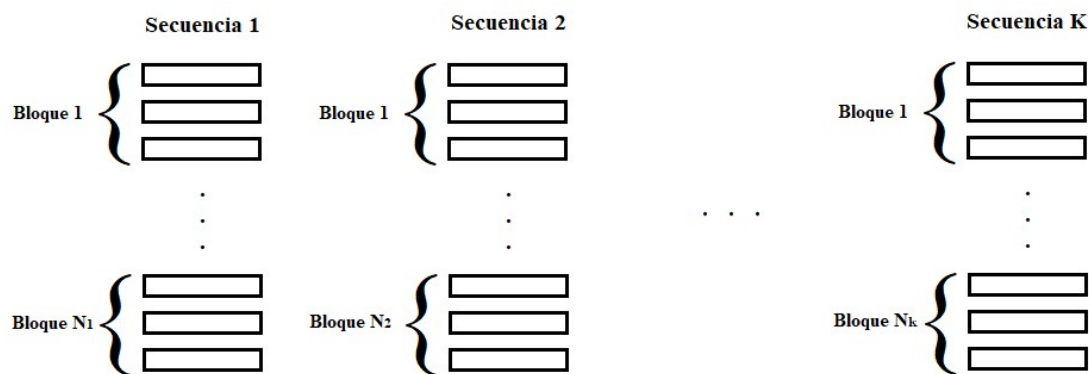 Secuencia 1 Secuencia 2 Secuencia K
Bloque 1 Bloque 1 Bloque 1
. . .
Bloque N1 Bloque N2 Bloque Nk